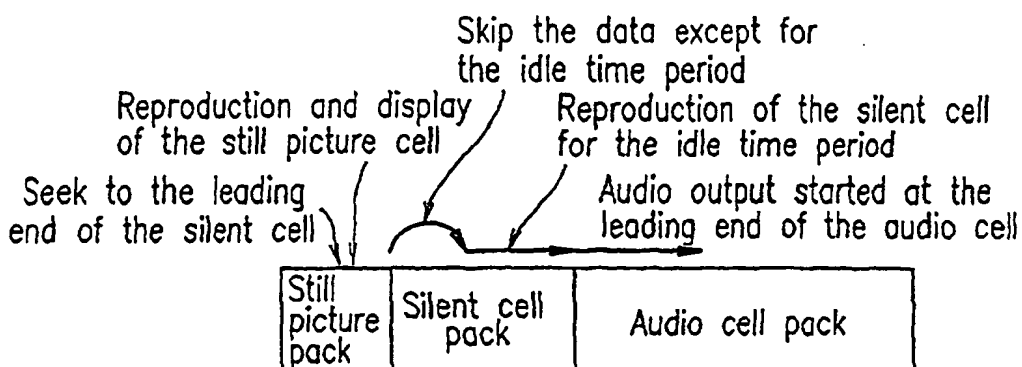 Skip the data except for
the idle time period
Reproduction and display
of the still picture cell
Reproduction of the silent cell
for the idle time period
Seek to the leading
end of the silent cell
Audio output started at the
leading end of the audio cell
Still
picture
pack
Silent cell
pack
Audio cell pack